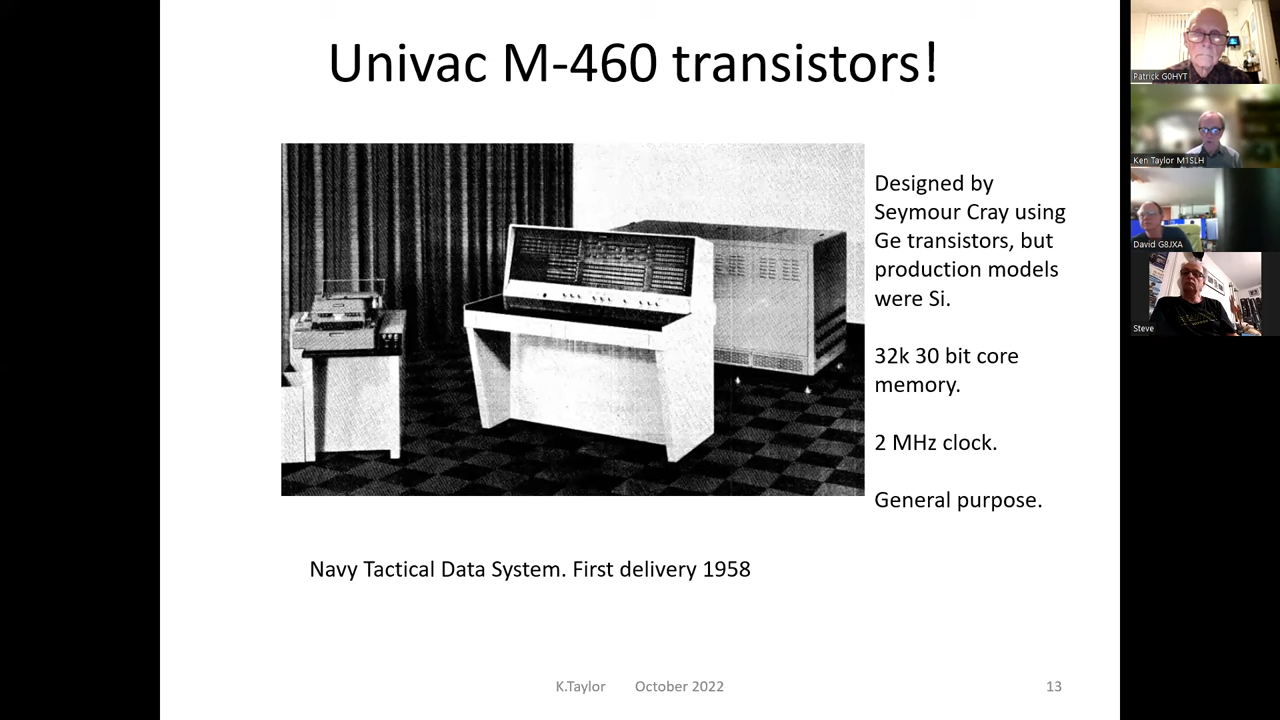 Univac M-460 transistors!
Designed by
Seymour Cray using
Ge transistors, but
production models
were Si.
32k 30 bit core
memory.
2 MHz clock.
General purpose.
Navy Tactical Data System. First delivery 1958
K.Taylor October 2022
13
Patrick G0HYT
Ken Taylor M1SLH
David G8JXA
Steve